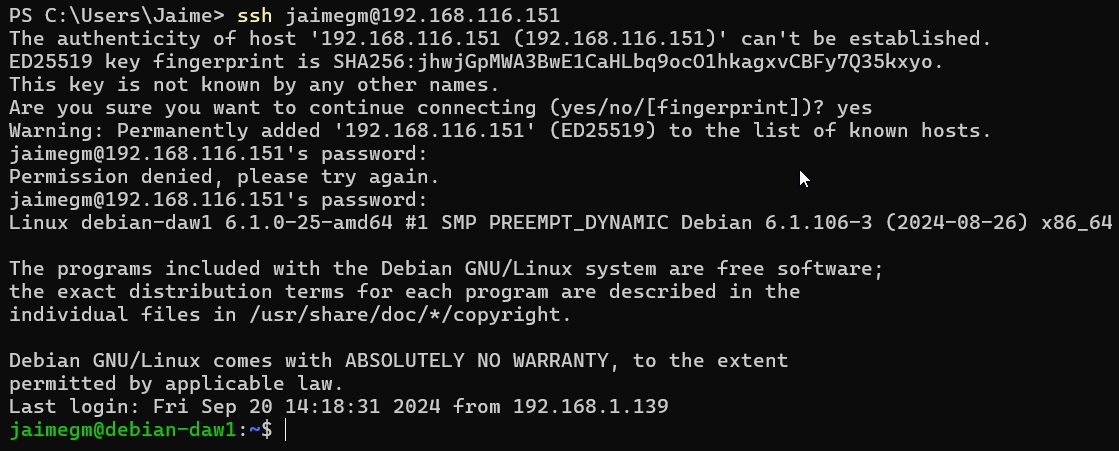 PS C:\Users\Jaime> ssh jaimegm@192.168.116.151
The authenticity of host '192.168.116.151 (192.168.116.151)' can't be established.
ED25519 key fingerprint is SHA256:jhwjGpMWA3BwE1CaHLbq9ocO1hkagxvCBFy7Q35kxyo.
This key is not known by any other names.
Are you sure you want to continue connecting (yes/no/[fingerprint])? yes
Warning: Permanently added '192.168.116.151' (ED25519) to the list of known hosts.
jaimegm@192.168.116.151's password:
Permission denied, please try again.
jaimegm@192.168.116.151's password:
Linux debian-daw1 6.1.0-25-amd64 #1 SMP PREEMPT_DYNAMIC Debian 6.1.106-3 (2024-08-26) x86_64
The programs included with the Debian GNU/Linux system are free software;
the exact distribution terms for each program are described in the
individual files in /usr/share/doc/*/copyright.
Debian GNU/Linux comes with ABSOLUTELY NO WARRANTY, to the extent
permitted by applicable law.
Last login: Fri Sep 20 14:18:31 2024 from 192.168.1.139
jaimegm@debian-daw1:~$